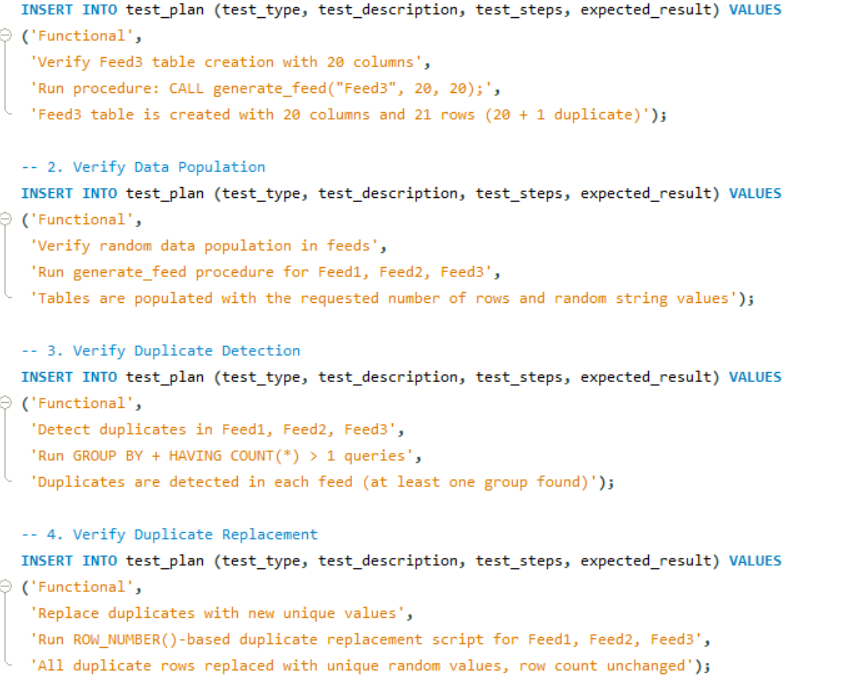 INSERT INTO test_plan (test_type, test_description, test_steps, expected_result) VALUES
('Functional',
'Verify Feed3 table creation with 20 columns',
'Run procedure: CALL generate_feed("Feed3", 20, 20);',
'Feed3 table is created with 20 columns and 21 rows (20 + 1 duplicate)');
-- 2. Verify Data Population
INSERT INTO test_plan (test_type, test_description, test_steps, expected_result) VALUES
('Functional',
'Verify random data population in feeds',
'Run generate_feed procedure for Feed1, Feed2, Feed3',
'Tables are populated with the requested number of rows and random string values');
-- 3. Verify Duplicate Detection
INSERT INTO test_plan (test_type, test_description, test_steps, expected_result) VALUES
('Functional',
'Detect duplicates in Feed1, Feed2, Feed3',
'Run GROUP BY + HAVING COUNT(*) > 1 queries',
'Duplicates are detected in each feed (at least one group found)');
-- 4. Verify Duplicate Replacement
INSERT INTO test_plan (test_type, test_description, test_steps, expected_result) VALUES
('Functional',
'Replace duplicates with new unique values',
'Run ROW_NUMBER()-based duplicate replacement script for Feed1, Feed2, Feed3',
'All duplicate rows replaced with unique random values, row count unchanged');